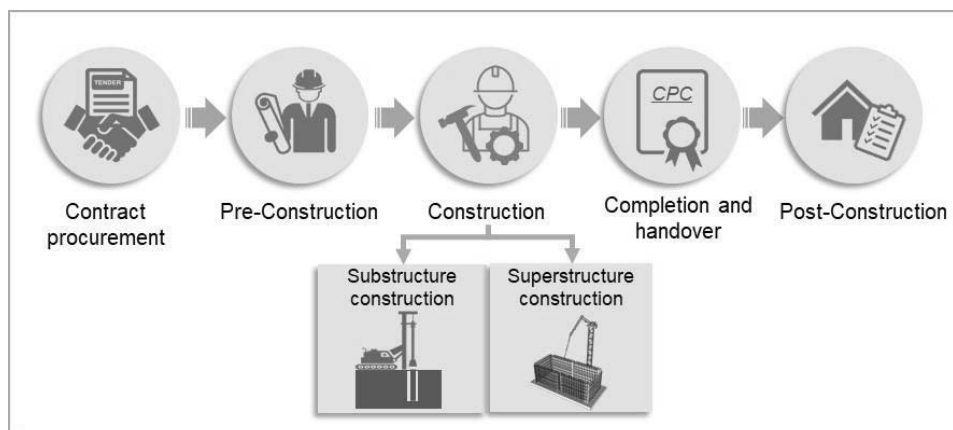 TENDER
CPC
Contract
procurement
Pre-Construction
Construction
Completion and
handover
Post-Construction
Substructure
construction
Superstructure
construction